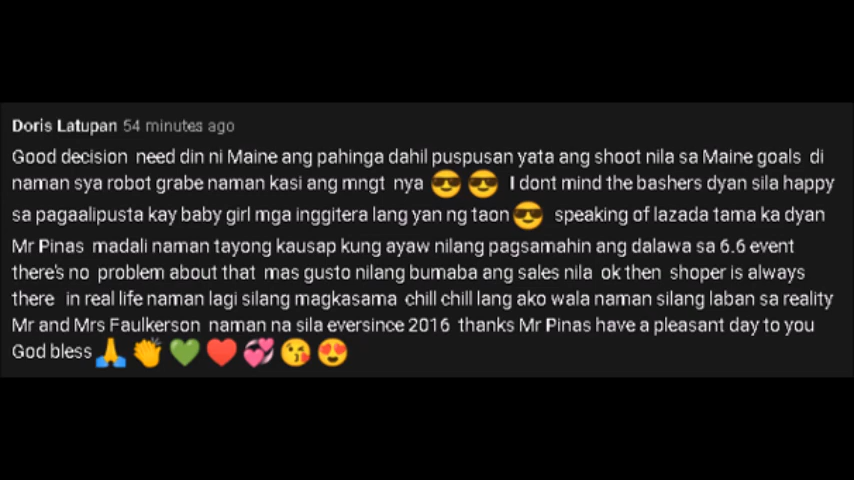 Doris Latupan 54 minutes ago
Good decision need din ni Maine ang pahinga dahil puspusan yata ang shoot nila sa Maine goals di
naman sya robot grabe naman kasi ang mngt nya 😎 😎 I dont mind the bashers dyan sila happy
sa pagaalipusta kay baby girl mga inggitera lang yan ng taon 😎 speaking of lazada tama ka dyan
Mr Pinas madali naman tayong kausap kung ayaw nilang pagsamahin ang dalawa sa 6.6 event
there's no problem about that mas gusto nilang bumaba ang sales nila ok then shoper is always
there in real life naman lagi silang magkasama chill chill lang ako wala naman silang laban sa reality
Mr and Mrs Faulkerson naman na sila eversince 2016 thanks Mr Pinas have a pleasant day to you
God bless 🙏 👏 💚 ❤️ 💞 😘 😍